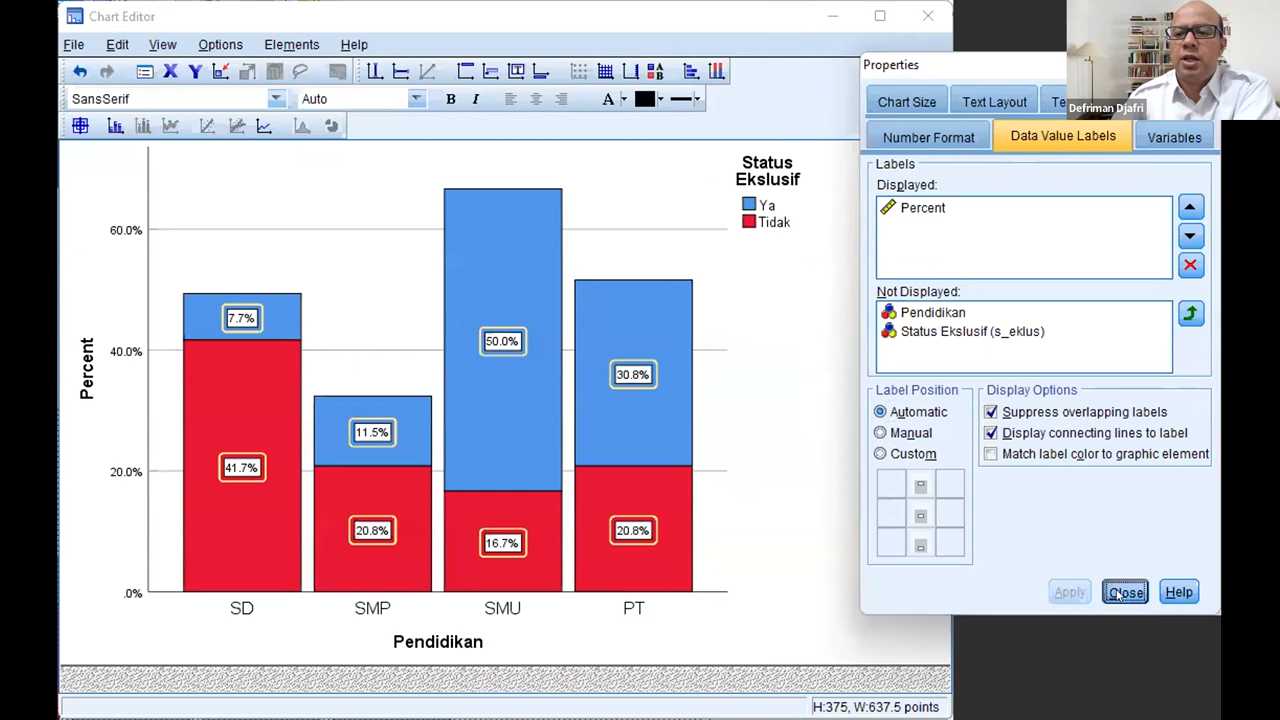 Chart Editor
File Edit View Options Elements Help
SansSerif Auto B I A
Status
Ekslusif
Ya
Tidak
Percent
60.0%
40.0%
20.0%
.0%
7.7%
41.7%
11.5%
20.8%
50.0%
16.7%
30.8%
20.8%
SD SMP SMU PT
Pendidikan
H:375, W:637.5 points
Properties
Chart Size Text Layout Te
Number Format Data Value Labels Variables
Labels
Displayed:
Percent
Not Displayed:
Pendidikan
Status Ekslusif (s_eklus)
Label Position
Automatic
Manual
Custom
Display Options
Suppress overlapping labels
Display connecting lines to label
Match label color to graphic element
Apply Close Help
Defriman Djafri